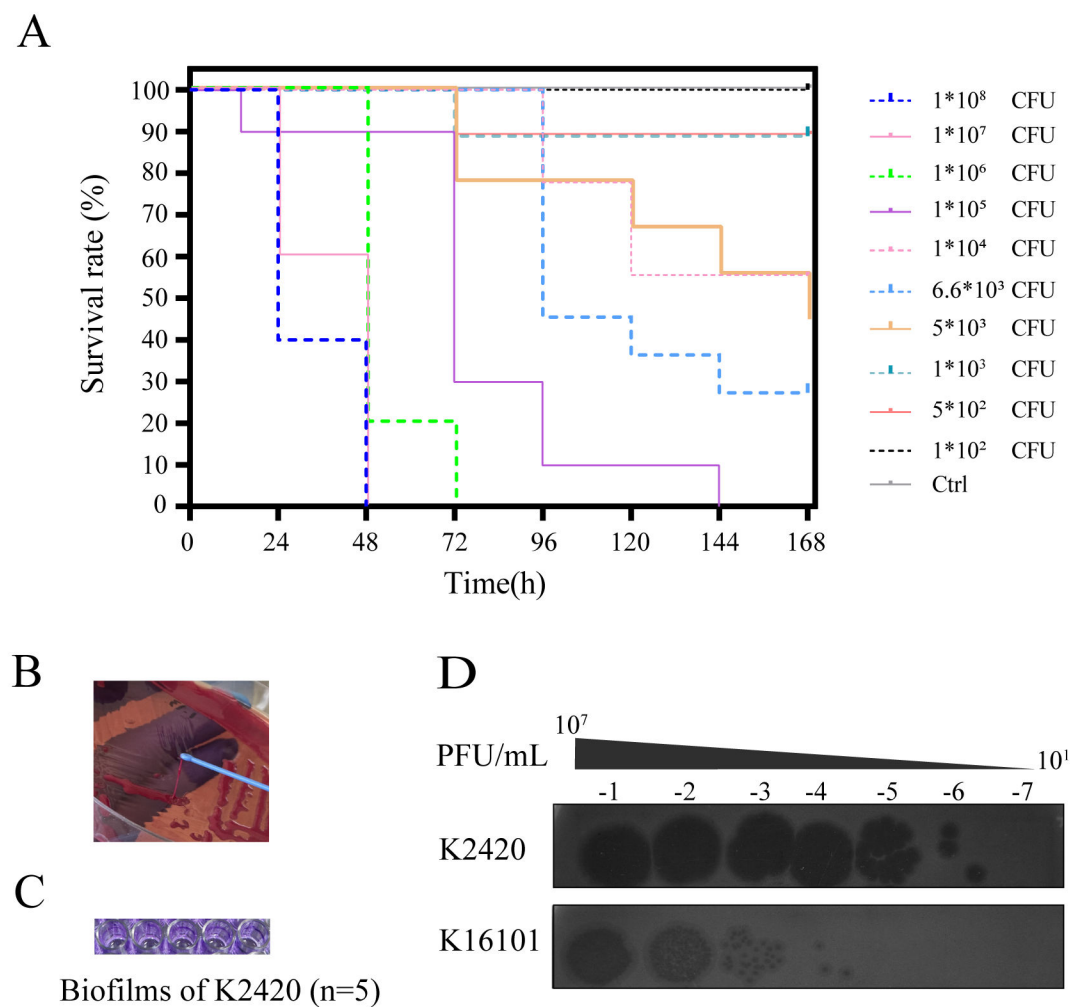 A
Survival rate (%)
100
90
80
70
60
50
40
30
20
10
0
0 24 48 72 96 120 144 168
Time(h)
1*10⁸ CFU
1*10⁷ CFU
1*10⁶ CFU
1*10⁵ CFU
1*10⁴ CFU
6.6*10³ CFU
5*10³ CFU
1*10³ CFU
5*10² CFU
1*10² CFU
Ctrl
B
C
Biofilms of K2420 (n=5)
D
10⁷
PFU/mL
10¹
-1 -2 -3 -4 -5 -6 -7
K2420
K16101